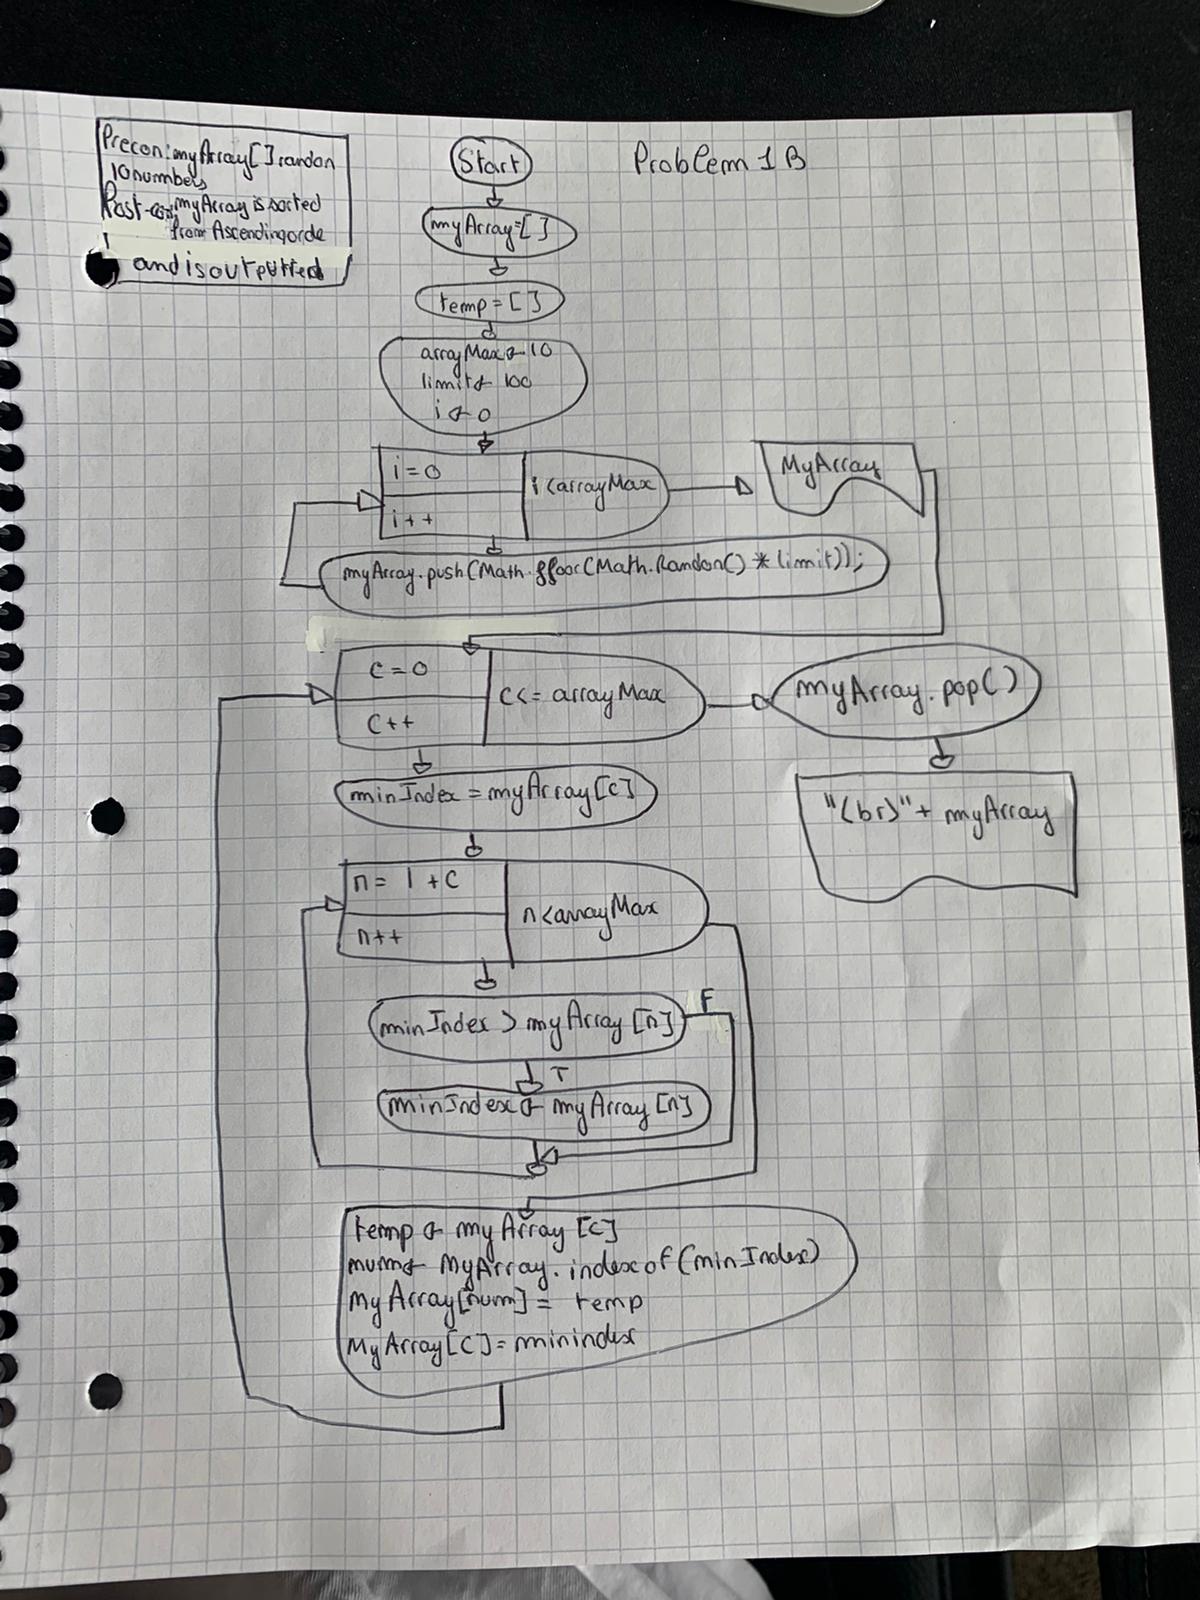 Problem 1B
Precon: myArray[] randon
10 numbers
Post-con: myArray is sorted
from Ascending orde
and is outputted
Start
myArray=[]
temp=[]
arrayMax ← 10
limit ← 100
i ← 0
i=0
i++
i<arrayMax
MyArray
myArray.push(Math.floor(Math.Random()*limit));
c=0
c++
c<= arrayMax
myArray.pop()
"<br>"+ myArray
minIndex = myArray[c]
n= 1+c
n++
n<arrayMax
minIndex > myArray[n]
F
T
minIndex ← myArray[n]
temp ← myArray[c]
num ← MyArray.indexof(minIndex)
MyArray[num] = temp
MyArray[C]= minindex